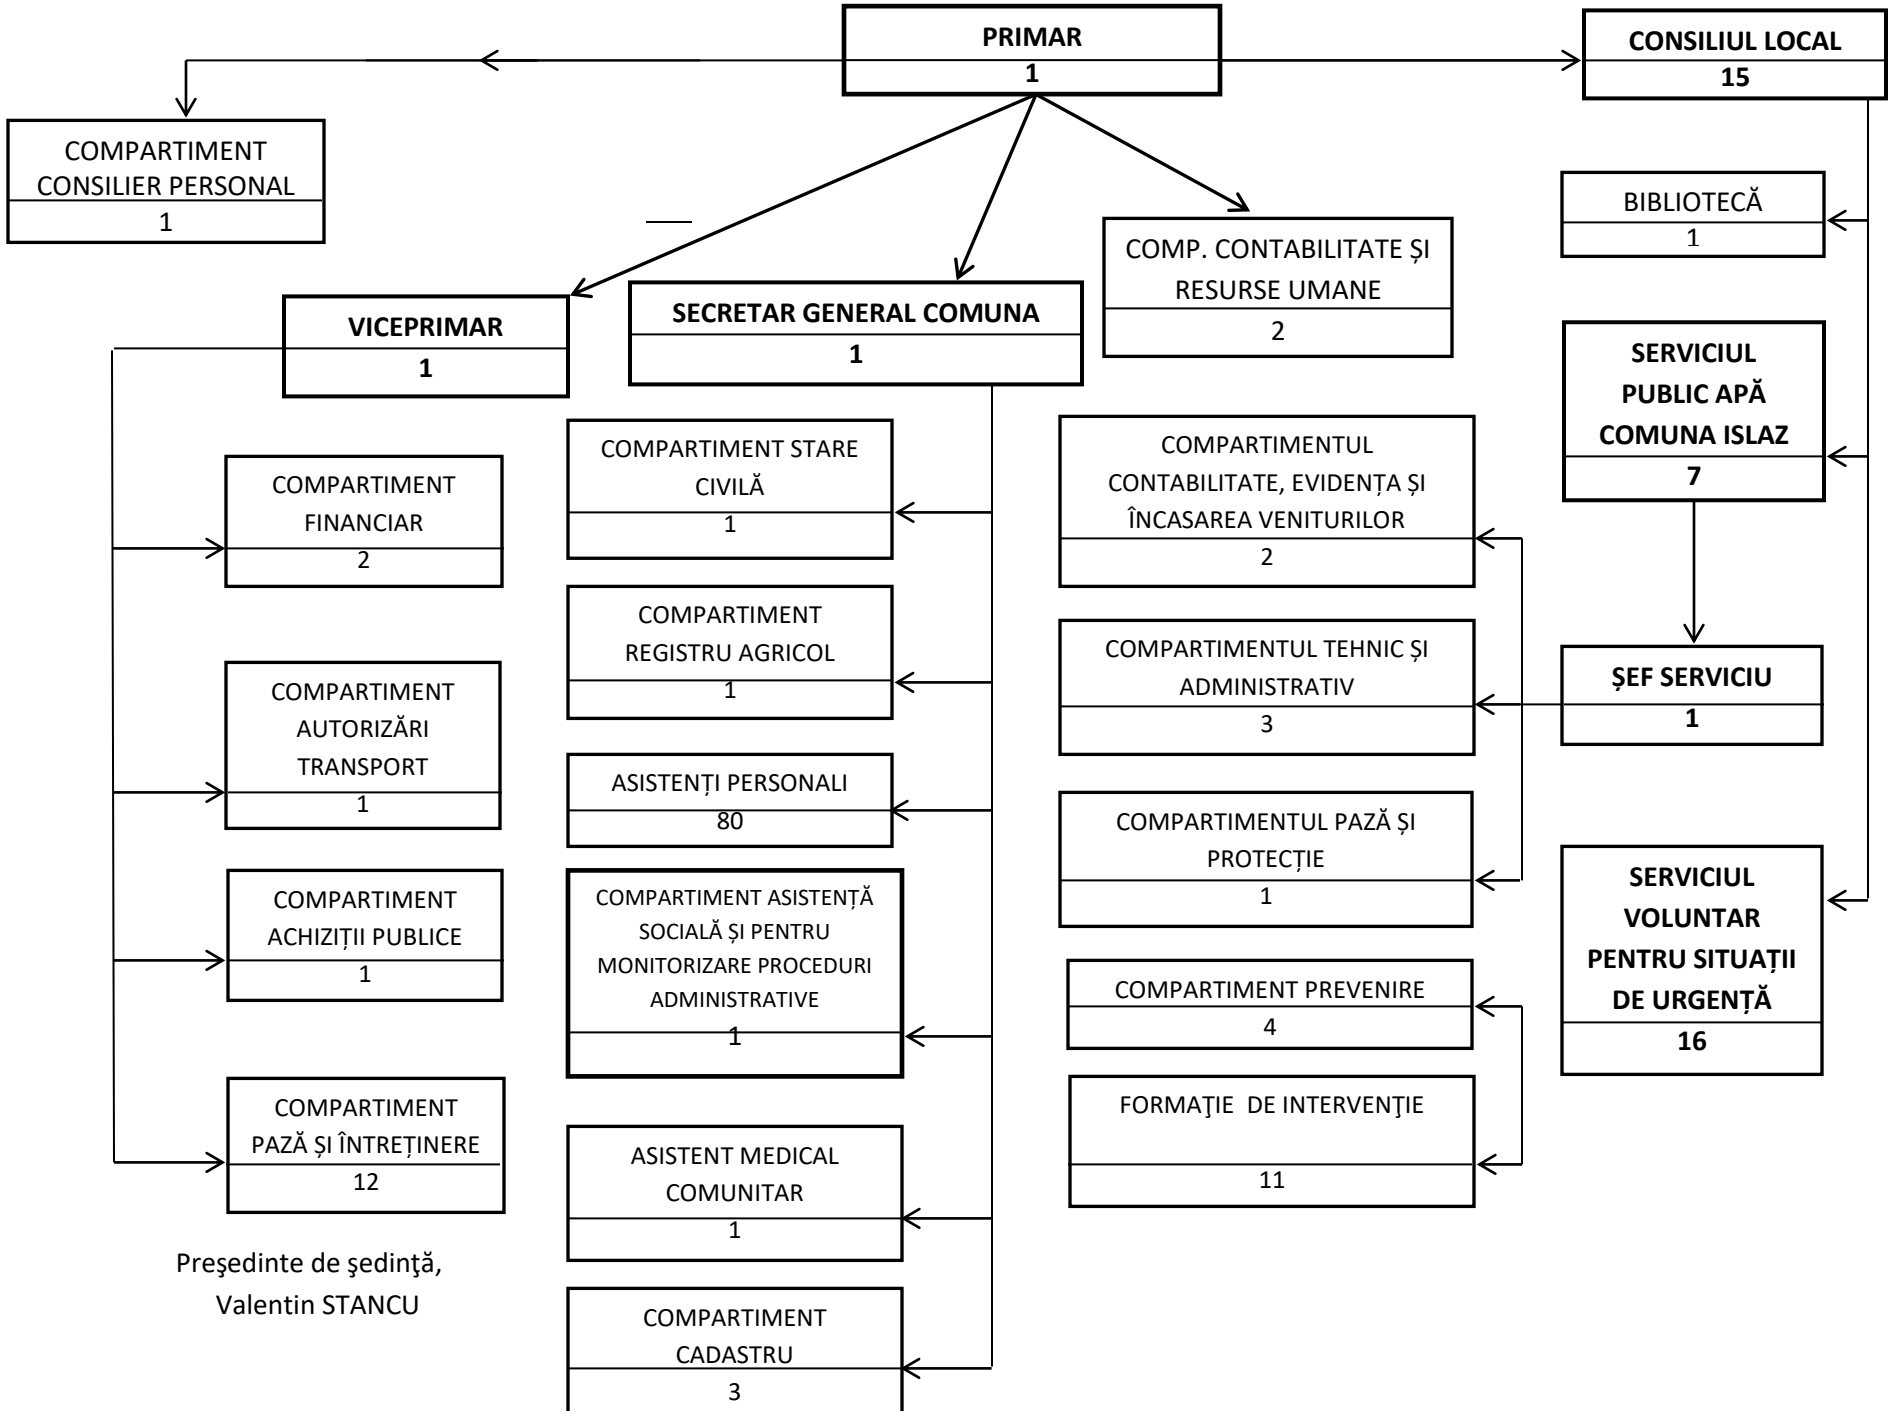 PRIMAR
1
CONSILIUL LOCAL
15
COMPARTIMENT
CONSILIER PERSONAL
1
BIBLIOTECĂ
1
COMP. CONTABILITATE ȘI
RESURSE UMANE
2
VICEPRIMAR
1
SECRETAR GENERAL COMUNA
1
SERVICIUL
PUBLIC APĂ
COMUNA ISLAZ
7
COMPARTIMENT
FINANCIAR
2
COMPARTIMENT
AUTORIZĂRI
TRANSPORT
1
COMPARTIMENT
ACHIZIȚII PUBLICE
1
COMPARTIMENT
PAZĂ ȘI ÎNTREȚINERE
12
COMPARTIMENT STARE
CIVILĂ
1
COMPARTIMENT
REGISTRU AGRICOL
1
ASISTENȚI PERSONALI
80
COMPARTIMENT ASISTENȚĂ
SOCIALĂ ȘI PENTRU
MONITORIZARE PROCEDURI
ADMINISTRATIVE
1
ASISTENT MEDICAL
COMUNITAR
1
COMPARTIMENT
CADASTRU
3
COMPARTIMENTUL
CONTABILITATE, EVIDENȚA ȘI
ÎNCASAREA VENITURILOR
2
COMPARTIMENTUL TEHNIC ȘI
ADMINISTRATIV
3
COMPARTIMENTUL PAZĂ ȘI
PROTECȚIE
1
COMPARTIMENT PREVENIRE
4
FORMAŢIE DE INTERVENŢIE
11
ȘEF SERVICIU
1
SERVICIUL
VOLUNTAR
PENTRU SITUAȚII
DE URGENȚĂ
16
Preşedinte de şedinţă,
Valentin STANCU